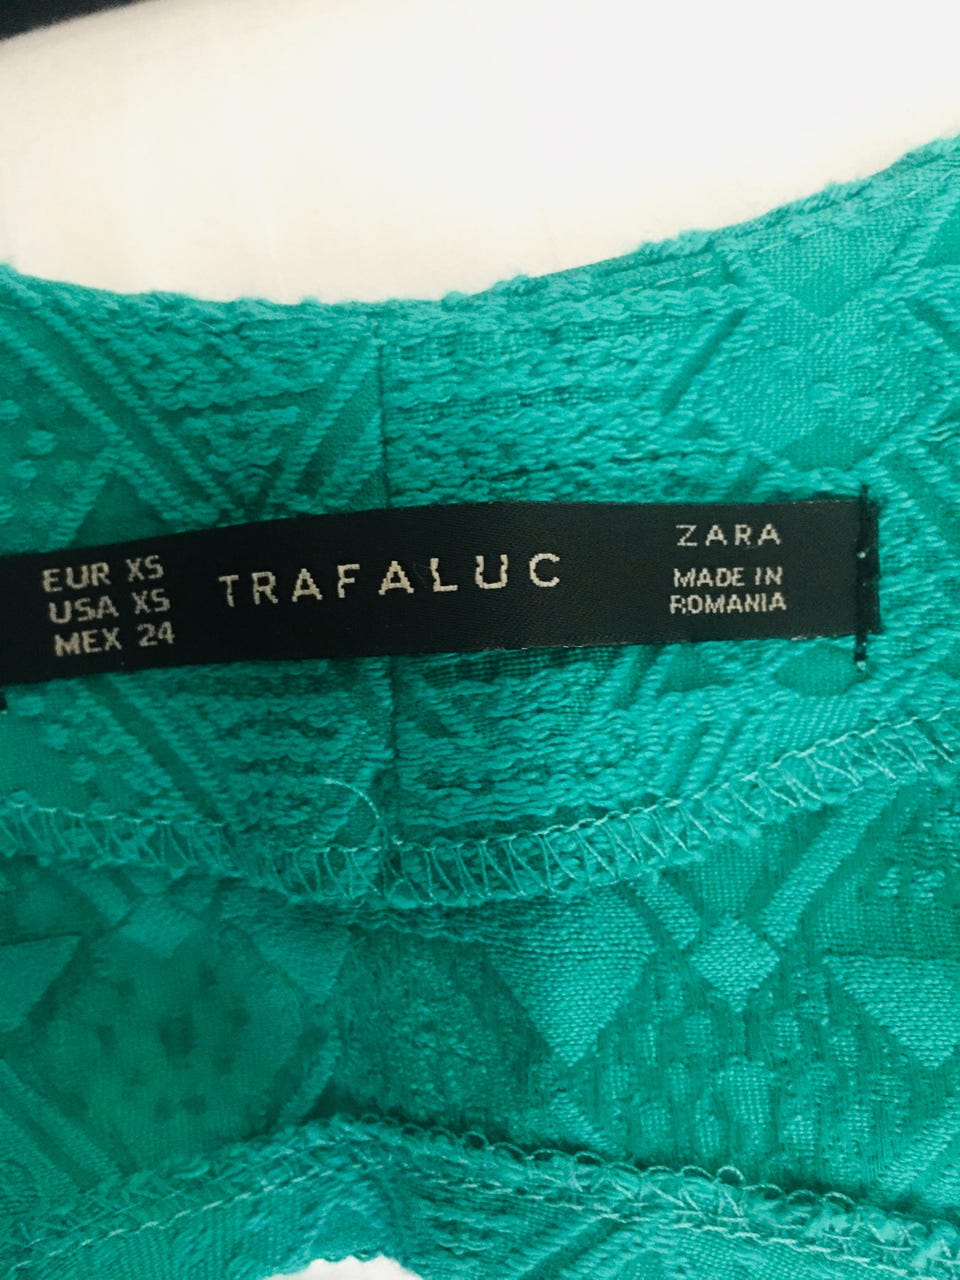 EUR XS
USA XS
MEX 24
TRAFALUC
ZARA
MADE IN
ROMANIA